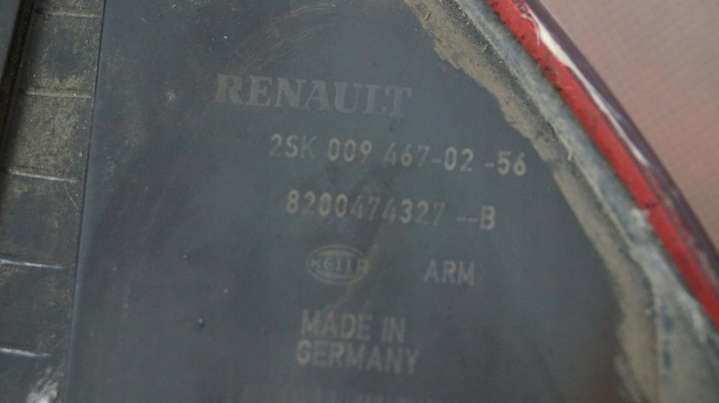 RENAULT
2SK 009 467-02 -56
8200474327 --B
HELLA ARM
MADE IN
GERMANY